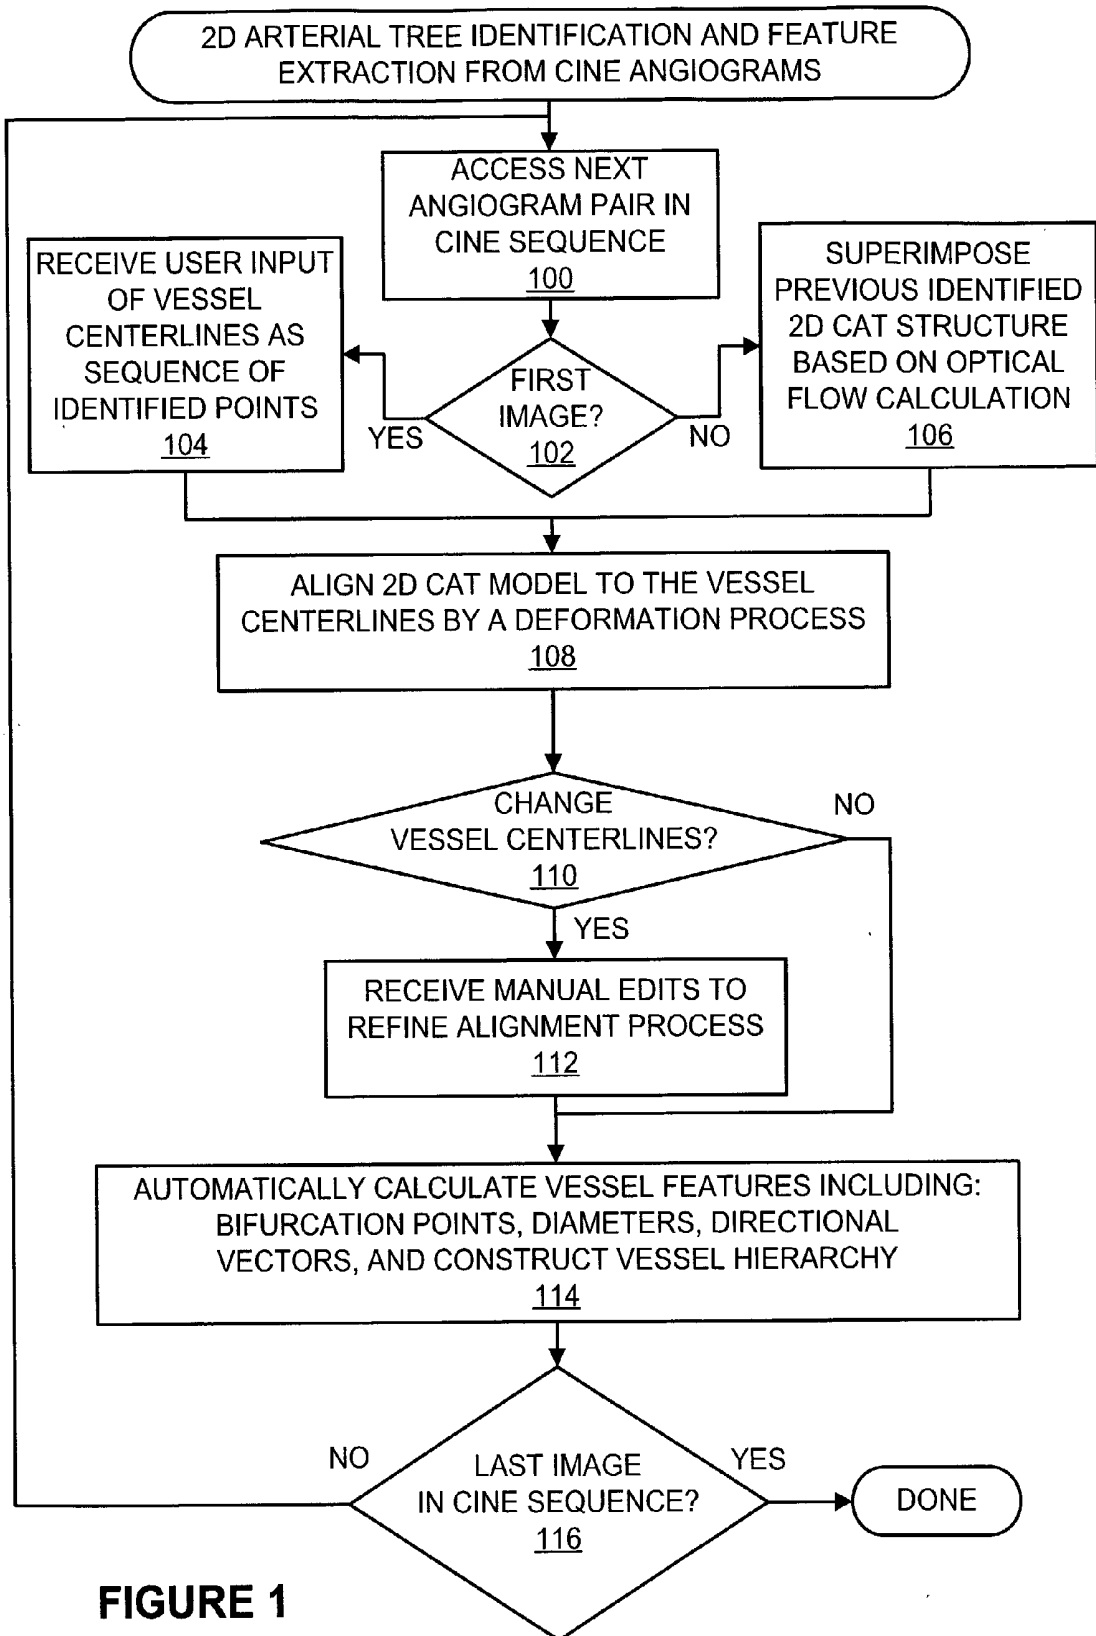 2D ARTERIAL TREE IDENTIFICATION AND FEATURE
EXTRACTION FROM CINE ANGIOGRAMS
ACCESS NEXT
ANGIOGRAM PAIR IN
CINE SEQUENCE
100
RECEIVE USER INPUT
OF VESSEL
CENTERLINES AS
SEQUENCE OF
IDENTIFIED POINTS
104
FIRST
IMAGE?
102
YES
NO
SUPERIMPOSE
PREVIOUS IDENTIFIED
2D CAT STRUCTURE
BASED ON OPTICAL
FLOW CALCULATION
106
ALIGN 2D CAT MODEL TO THE VESSEL
CENTERLINES BY A DEFORMATION PROCESS
108
CHANGE
VESSEL CENTERLINES?
110
NO
YES
RECEIVE MANUAL EDITS TO
REFINE ALIGNMENT PROCESS
112
AUTOMATICALLY CALCULATE VESSEL FEATURES INCLUDING:
BIFURCATION POINTS, DIAMETERS, DIRECTIONAL
VECTORS, AND CONSTRUCT VESSEL HIERARCHY
114
NO
LAST IMAGE
IN CINE SEQUENCE?
116
YES
DONE
FIGURE 1